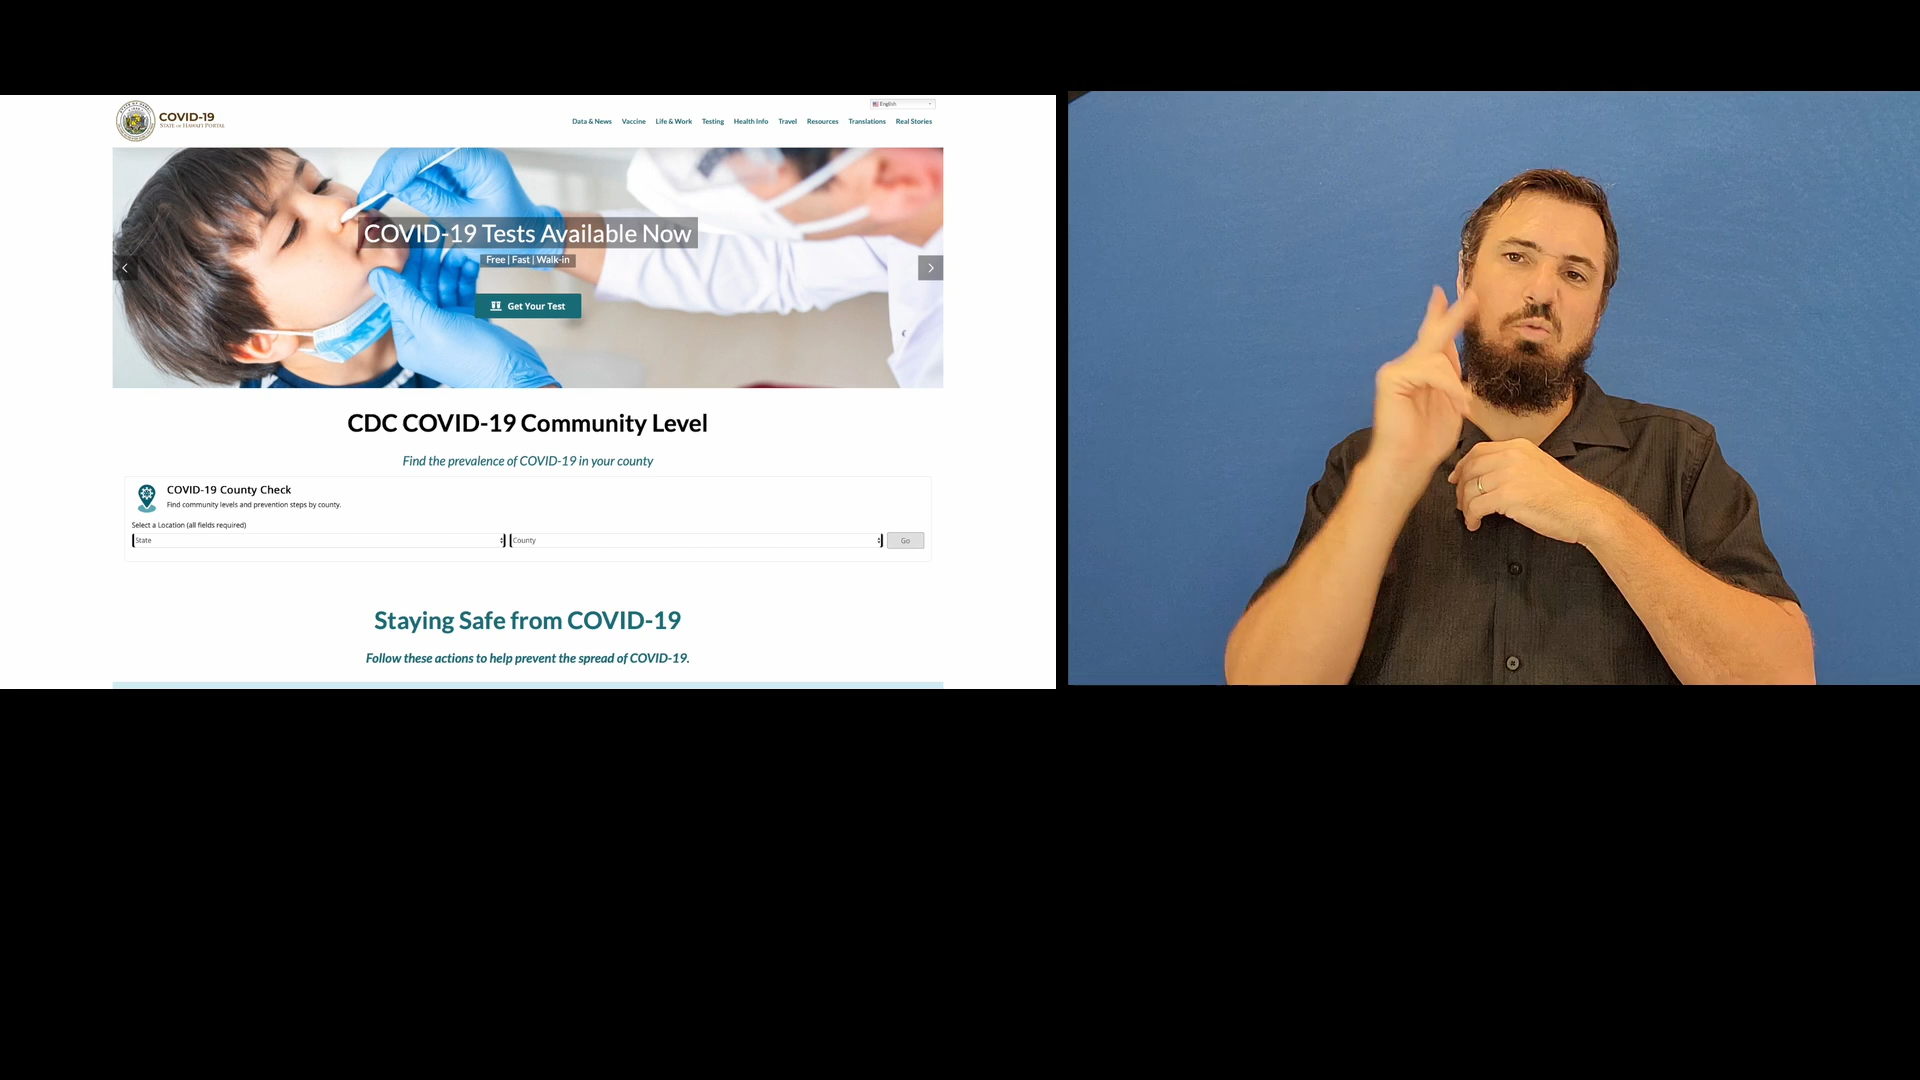 COVID-19
STATE OF HAWAIʻI PORTAL
English
Data & News Vaccine Life & Work Testing Health Info Travel Resources Translations Real Stories
COVID-19 Tests Available Now
Free | Fast | Walk-in
Get Your Test
CDC COVID-19 Community Level
Find the prevalence of COVID-19 in your county
COVID-19 County Check
Find community levels and prevention steps by county.
Select a Location (all fields required)
State County Go
Staying Safe from COVID-19
Follow these actions to help prevent the spread of COVID-19.